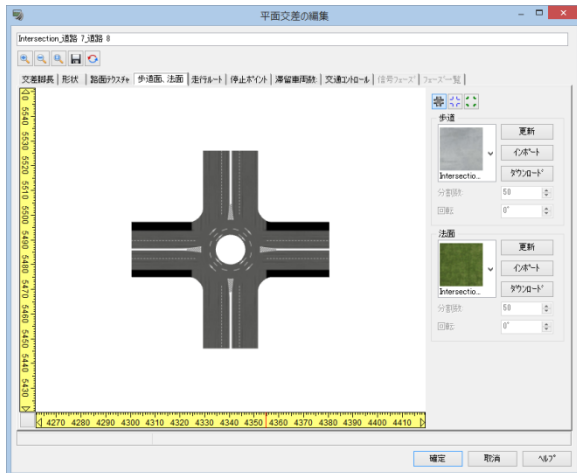 平面交差の編集
Intersection_道路 7_道路 8
交差脚長 形状 路面テクスチャ 歩道面、法面 走行ルート 停止ポイント 滞留車両数 交通コントロール 信号フェーズ フェーズ一覧
歩道
更新
インポート
ダウンロード
Intersectio...
分割数: 50
回転: 0°
法面
更新
インポート
ダウンロード
Intersectio...
分割数: 50
回転: 0°
5540
5530
5520
5510
5500
5490
5480
5470
5460
5450
5440
5430
4270 4280 4290 4300 4310 4320 4330 4340 4350 4360 4370 4380 4390 4400 4410
確定 取消 ヘルプ